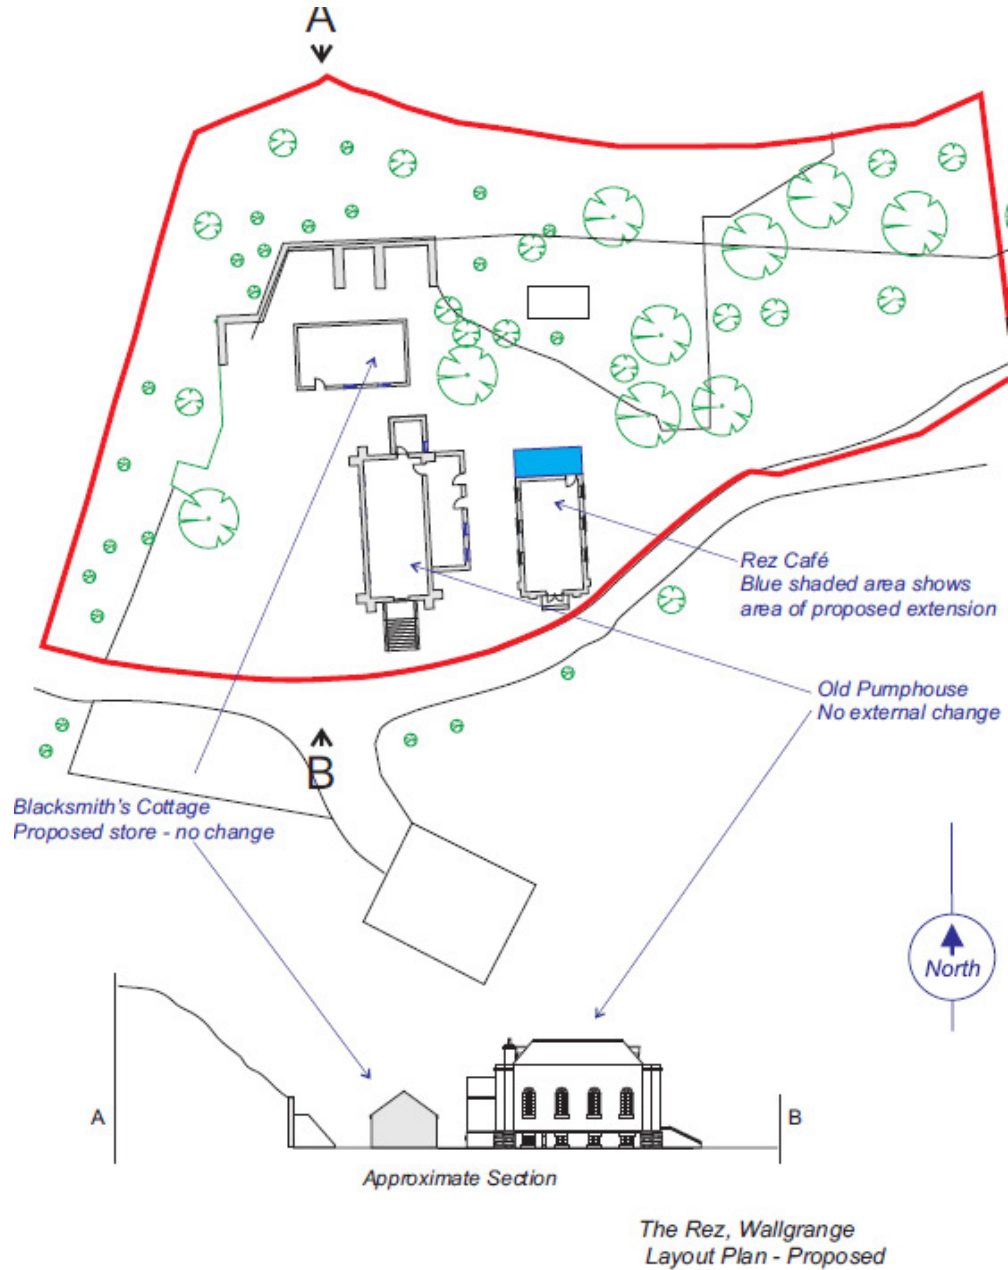 A
Rez Café
Blue shaded area shows
area of proposed extension
Old Pumphouse
No external change
B
Blacksmith's Cottage
Proposed store - no change
North
A
B
Approximate Section
The Rez, Wallgrange
Layout Plan - Proposed